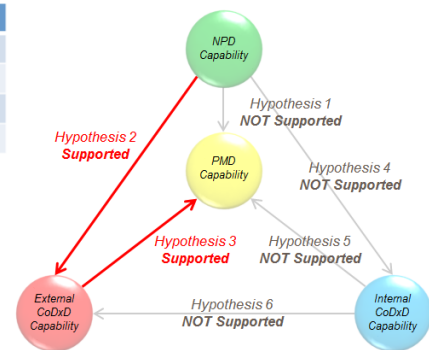 NPD
Capability
Hypothesis 1
NOT Supported
Hypothesis 2
Supported
PMD
Capability
Hypothesis 4
NOT Supported
Hypothesis 3
Supported
Hypothesis 5
NOT Supported
External
CoDxD
Capability
Hypothesis 6
NOT Supported
Internal
CoDxD
Capability